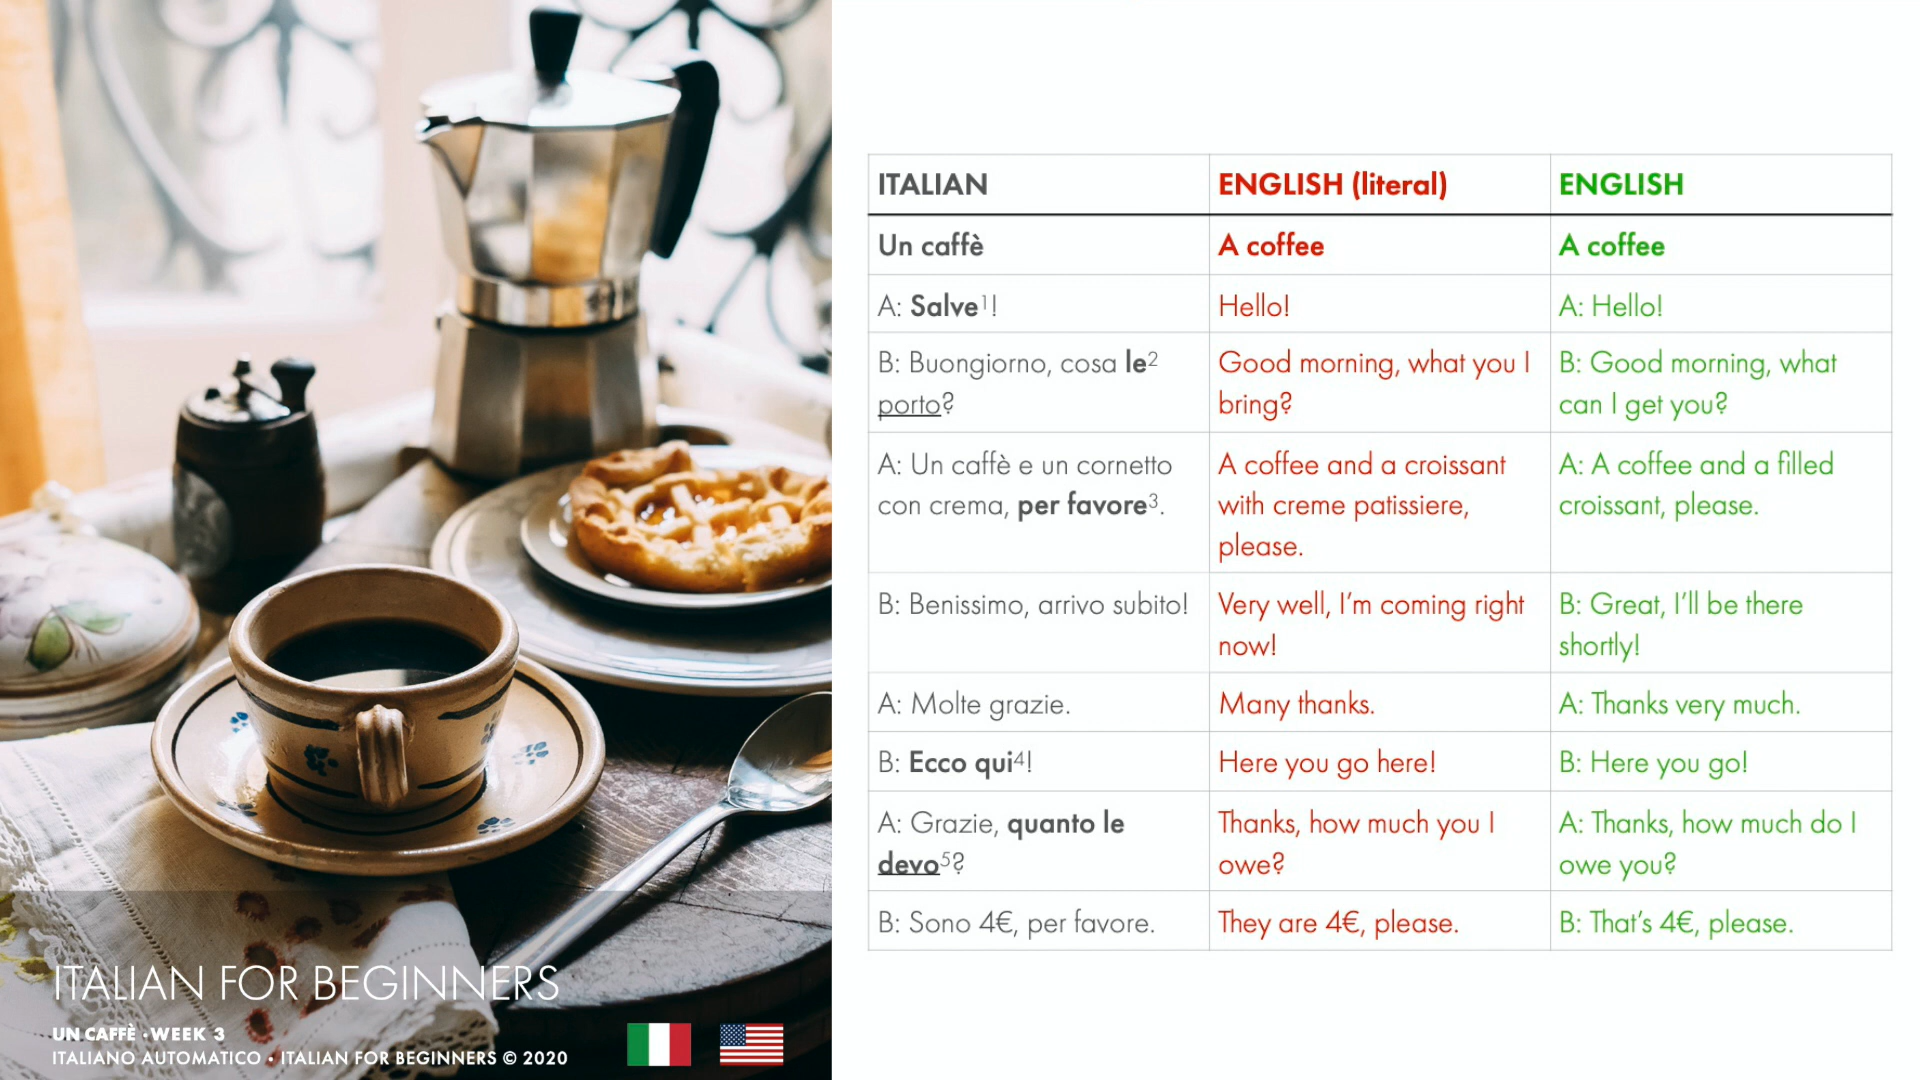 ITALIAN FOR BEGINNERS
UN CAFFÈ • WEEK 3
ITALIANO AUTOMATICO • ITALIAN FOR BEGINNERS © 2020
ITALIAN
ENGLISH (literal)
ENGLISH
Un caffè
A coffee
A coffee
A: Salve¹!
Hello!
A: Hello!
B: Buongiorno, cosa le²
porto?
Good morning, what you I
bring?
B: Good morning, what
can I get you?
A: Un caffè e un cornetto
con crema, per favore³.
A coffee and a croissant
with creme patissiere,
please.
A: A coffee and a filled
croissant, please.
B: Benissimo, arrivo subito!
Very well, I'm coming right
now!
B: Great, I'll be there
shortly!
A: Molte grazie.
Many thanks.
A: Thanks very much.
B: Ecco qui⁴!
Here you go here!
B: Here you go!
A: Grazie, quanto le
devo⁵?
Thanks, how much you I
owe?
A: Thanks, how much do I
owe you?
B: Sono 4€, per favore.
They are 4€, please.
B: That's 4€, please.